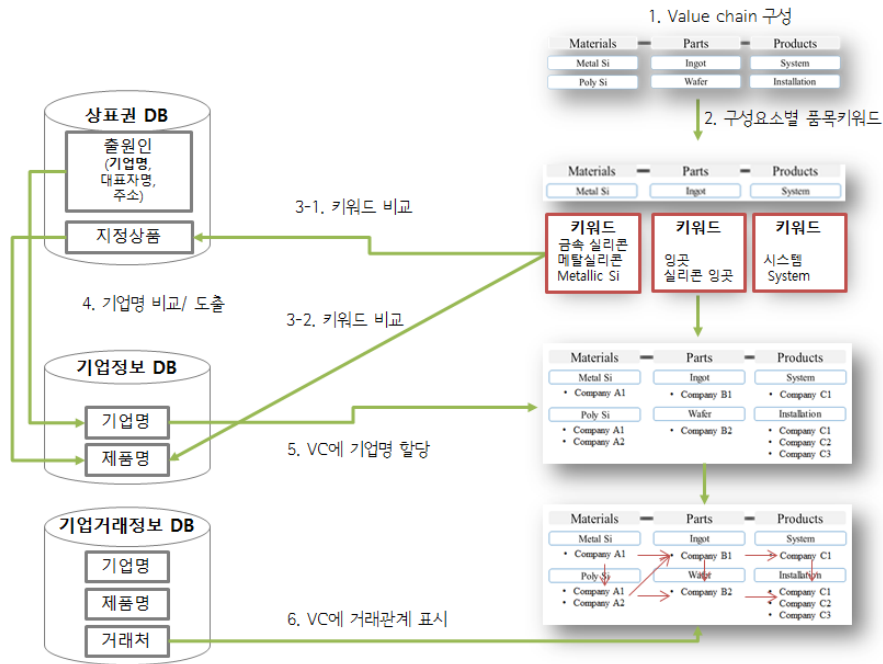 1. Value chain 구성
Materials Parts Products
Metal Si Ingot System
Poly Si Wafer Installation
2. 구성요소별 품목키워드
상표권 DB
출원인
(기업명,
대표자명,
주소)
지정상품
3-1. 키워드 비교
Materials Parts Products
Metal Si Ingot System
키워드
금속 실리콘
메탈실리콘
Metallic Si
키워드
잉곳
실리콘 잉곳
키워드
시스템
System
4. 기업명 비교/ 도출
3-2. 키워드 비교
기업정보 DB
기업명
제품명
5. VC에 기업명 할당
Materials Parts Products
Metal Si Ingot System
• Company A1 • Company B1 • Company C1
Poly Si Wafer Installation
• Company A1 • Company B2 • Company C1
• Company A2 • Company C2
• Company C3
기업거래정보 DB
기업명
제품명
거래처
6. VC에 거래관계 표시
Materials Parts Products
Metal Si Ingot System
• Company A1 • Company B1 • Company C1
Poly Si Wafer Installation
• Company A1 • Company B2 • Company C1
• Company A2 • Company C2
• Company C3